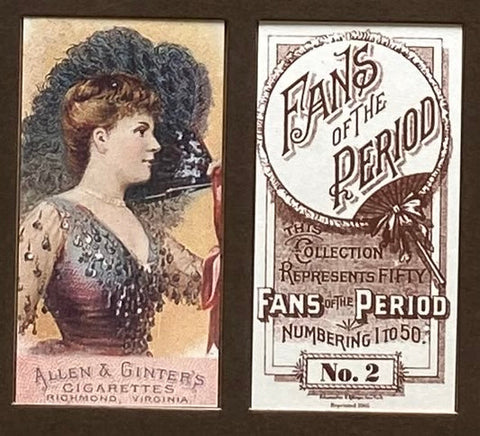 ALLEN & GINTER'S
CIGARETTES
RICHMOND, VIRGINIA.
FANS
OF THE
PERIOD
THIS
COLLECTION
REPRESENTS FIFTY
FANS OF THE PERIOD
NUMBERING 1 TO 50.
No. 2
Reprinted